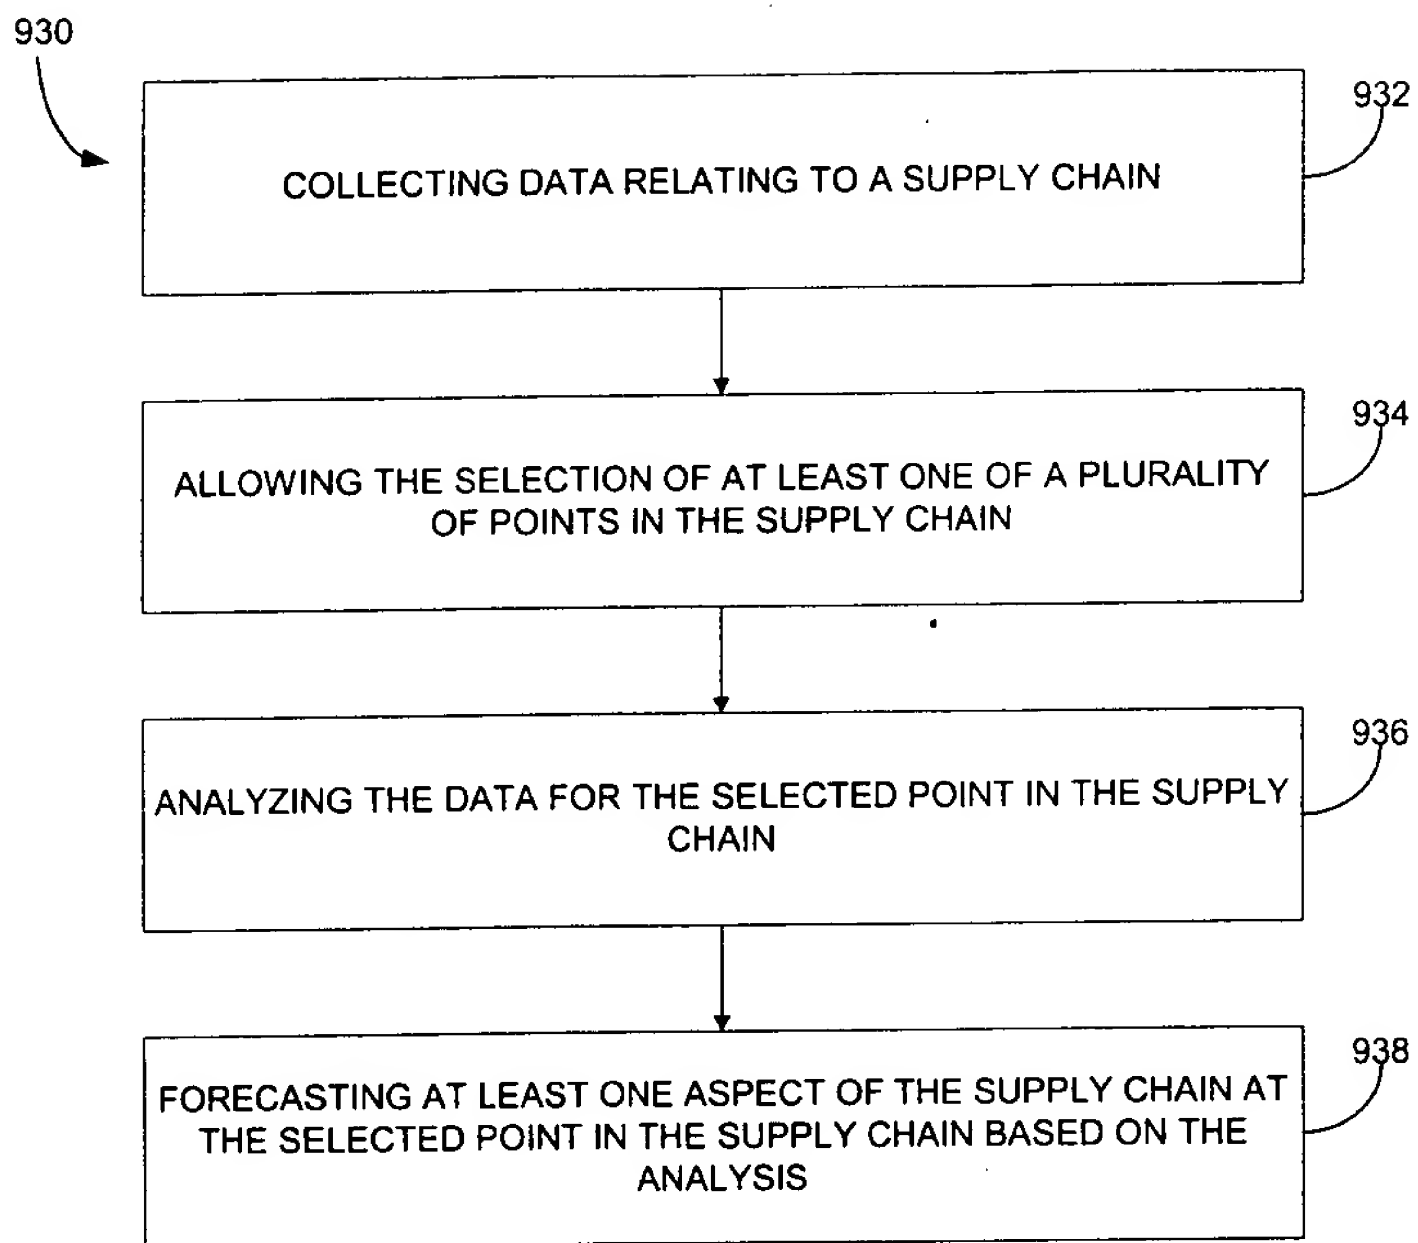 930
932
COLLECTING DATA RELATING TO A SUPPLY CHAIN
934
ALLOWING THE SELECTION OF AT LEAST ONE OF A PLURALITY
OF POINTS IN THE SUPPLY CHAIN
936
ANALYZING THE DATA FOR THE SELECTED POINT IN THE SUPPLY
CHAIN
938
FORECASTING AT LEAST ONE ASPECT OF THE SUPPLY CHAIN AT
THE SELECTED POINT IN THE SUPPLY CHAIN BASED ON THE
ANALYSIS